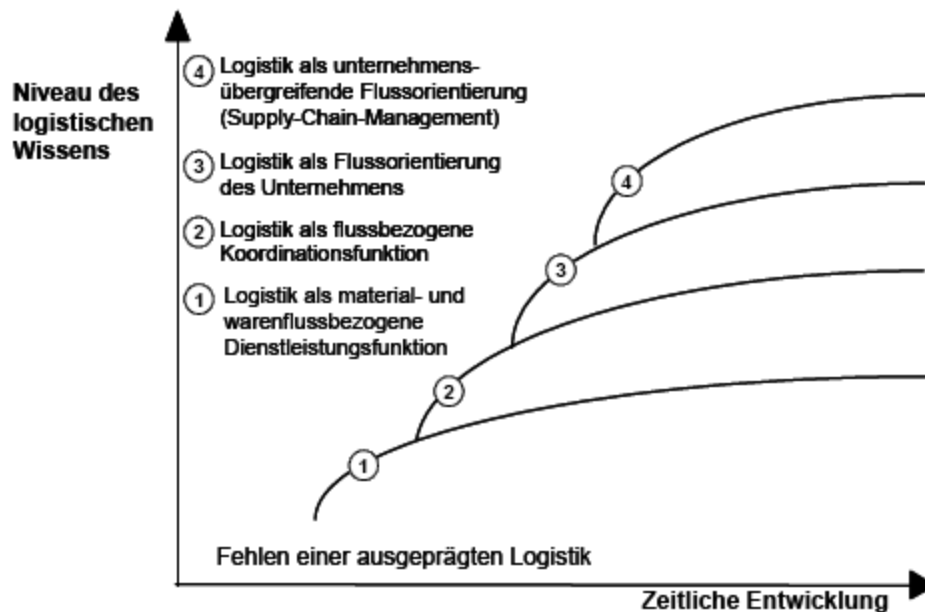 Niveau des
logistischen
Wissens
4 Logistik als unternehmens-
übergreifende Flussorientierung
(Supply-Chain-Management)
3 Logistik als Flussorientierung
des Unternehmens
2 Logistik als flussbezogene
Koordinationsfunktion
1 Logistik als material- und
warenflussbezogene
Dienstleistungsfunktion
4
3
2
1
Fehlen einer ausgeprägten Logistik
Zeitliche Entwicklung